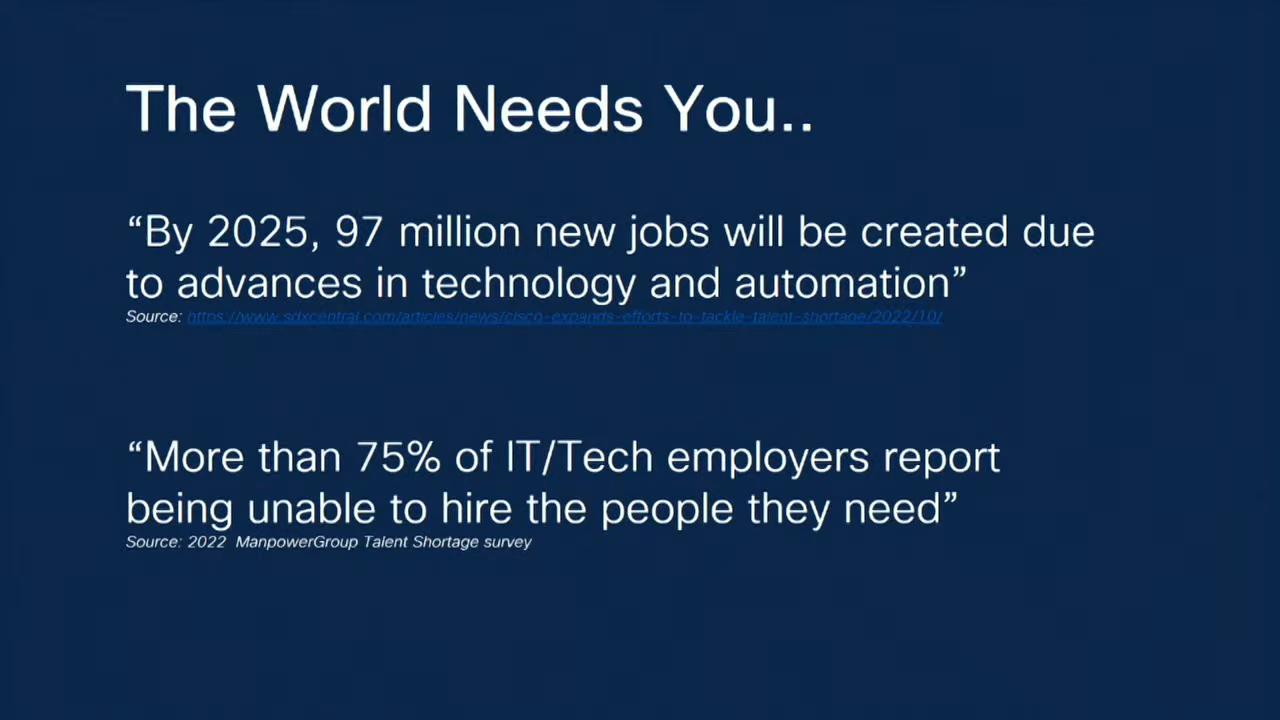 The World Needs You..
“By 2025, 97 million new jobs will be created due
to advances in technology and automation”
Source: https://www.sdxcentral.com/articles/news/cisco-expands-efforts-to-tackle-talent-shortage/2022/10/
“More than 75% of IT/Tech employers report
being unable to hire the people they need”
Source: 2022 ManpowerGroup Talent Shortage survey